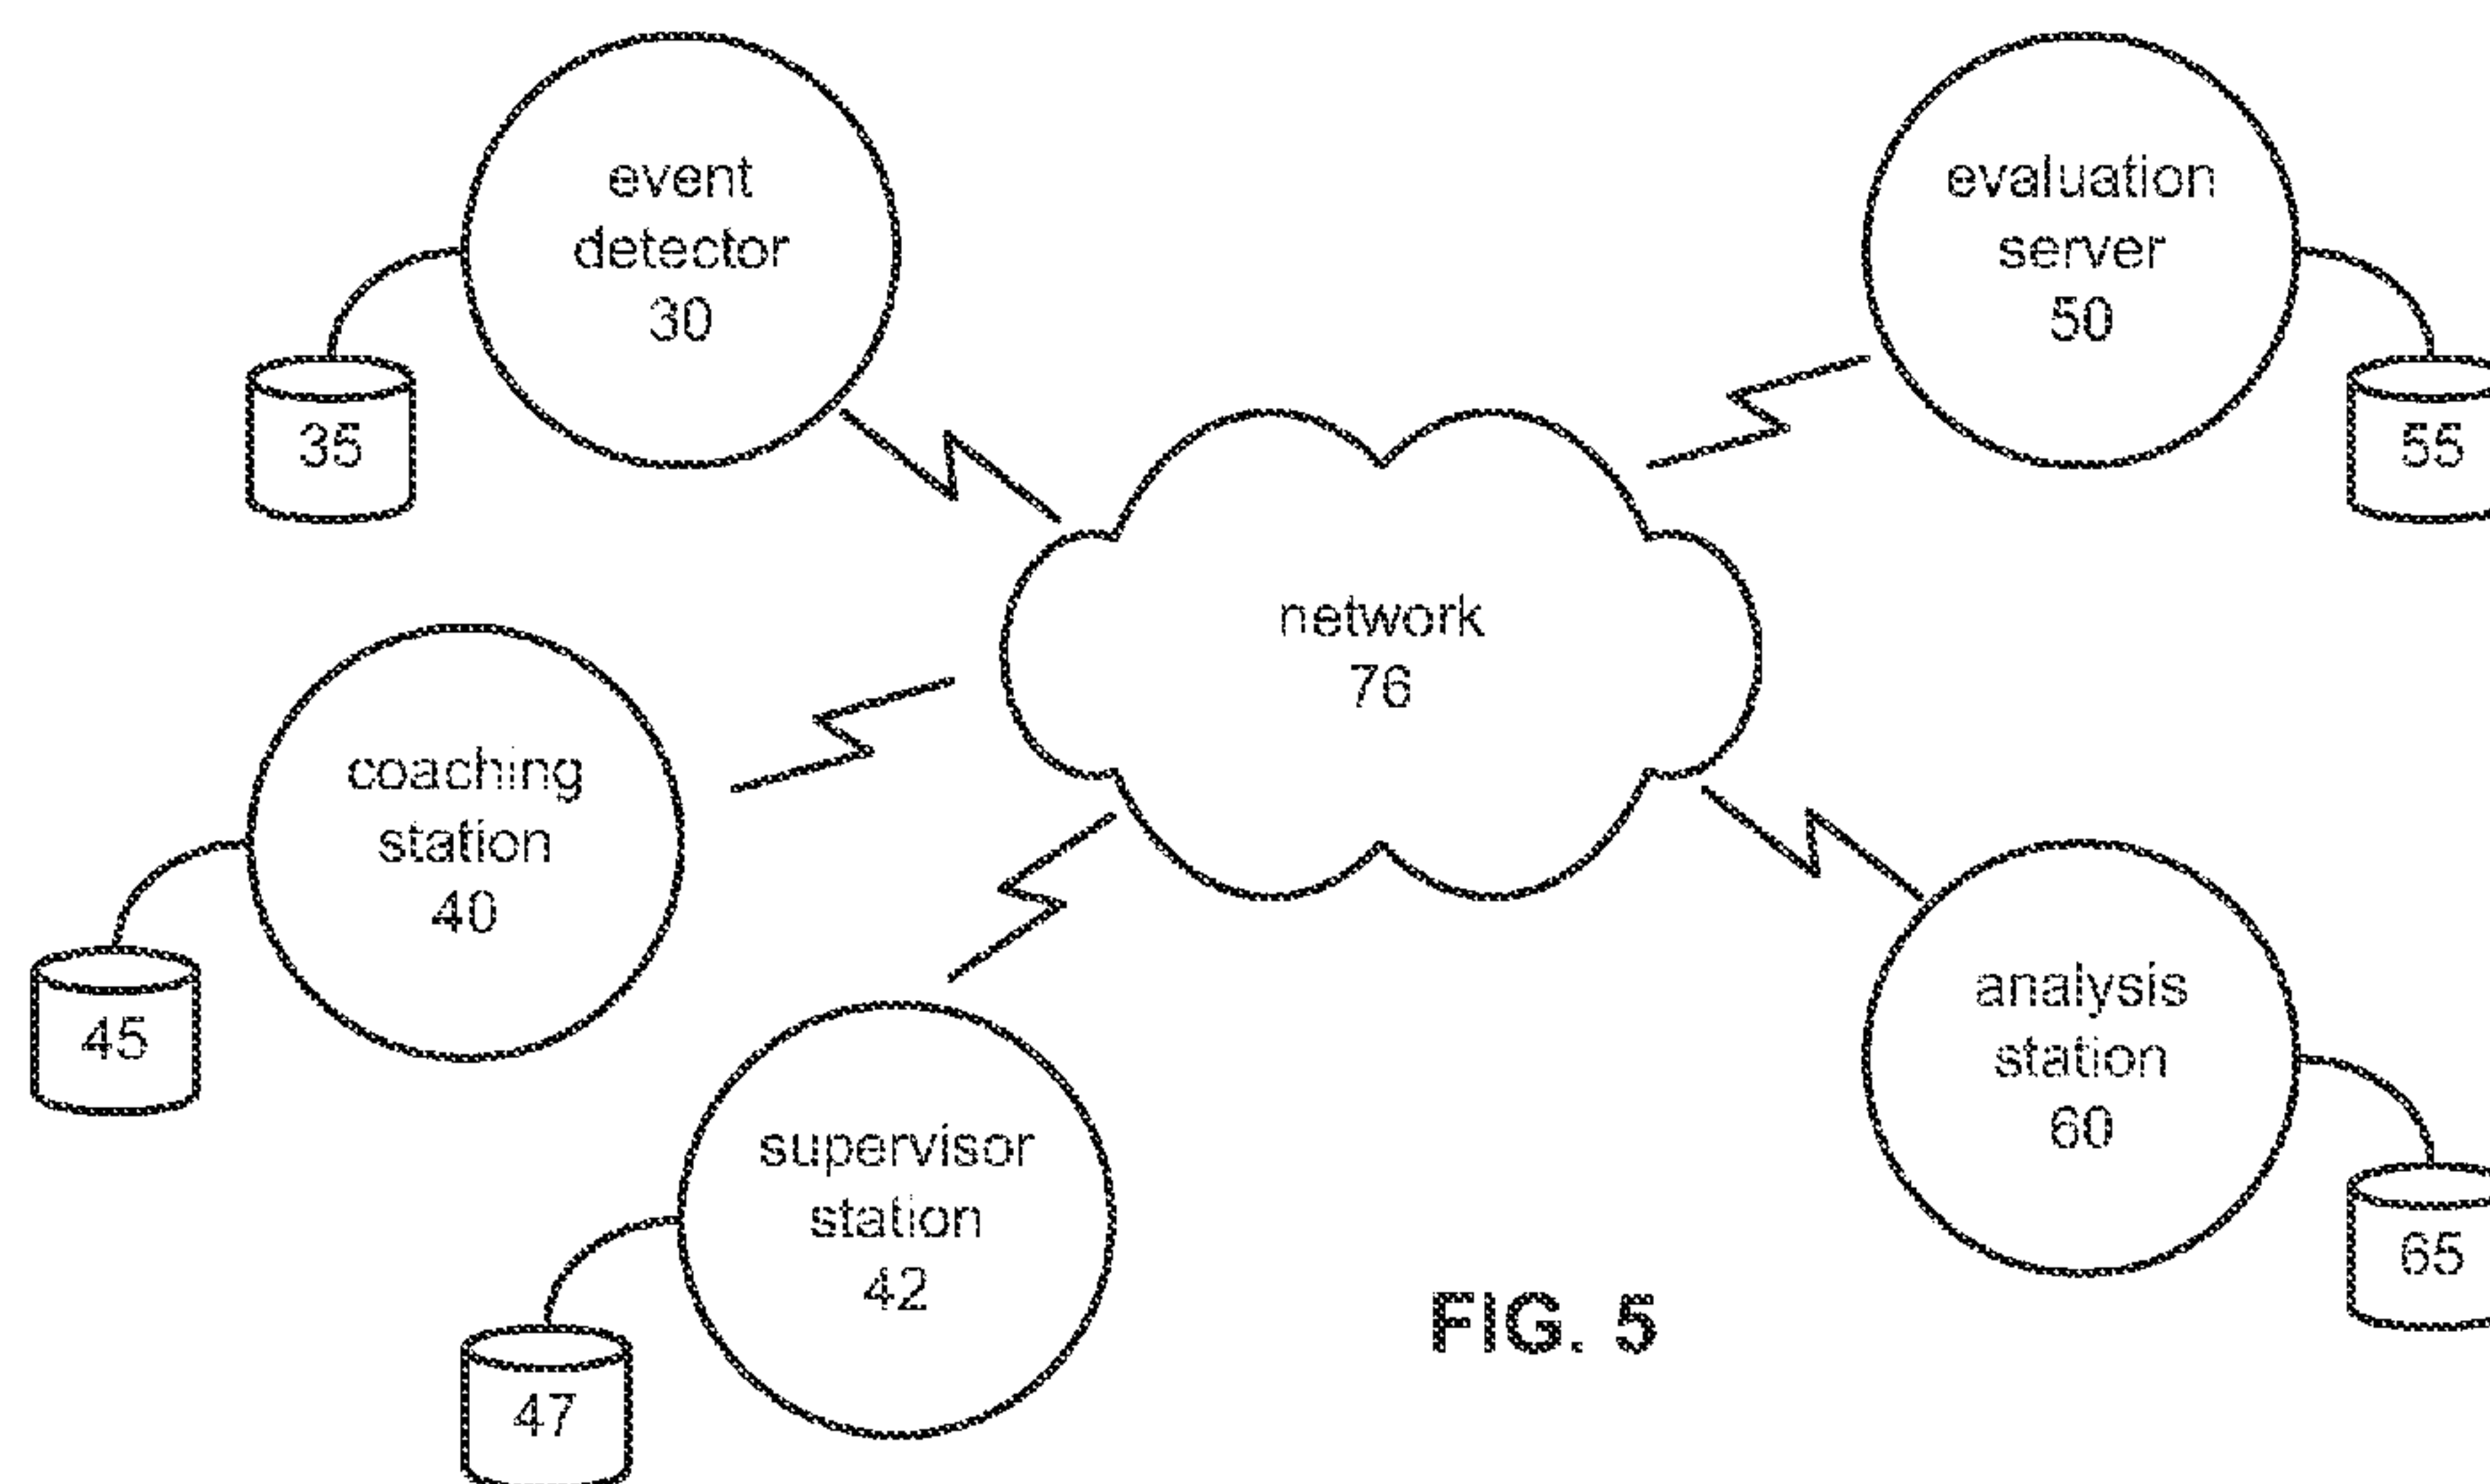 event
detector
30
35
evaluation
server
50
55
network
76
coaching
station
40
45
supervisor
station
42
47
analysis
station
60
65
FIG. 5